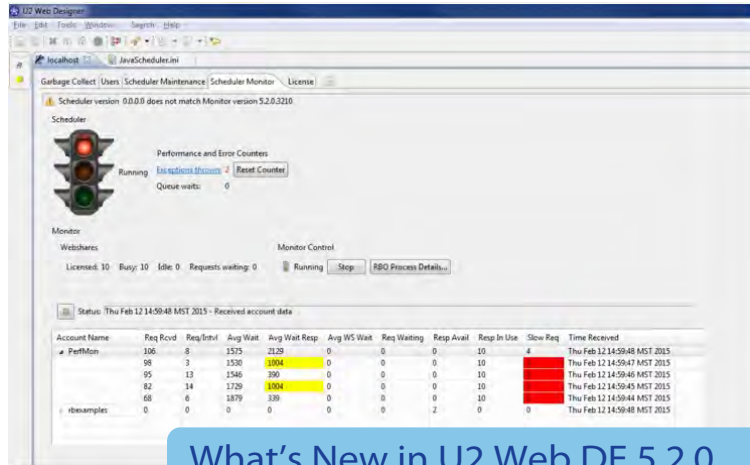 U2 Web Designer
File Edit Tools Window Search Help
localhost JavaScheduler.ini
Garbage Collect Users Scheduler Maintenance Scheduler Monitor License
Scheduler version 0.0.0.0 does not match Monitor version 5.2.0.3210
Scheduler
Performance and Error Counters
Running Exceptions thrown: 2 Reset Counter
Queue waits: 0
Monitor
Webshares Monitor Control
Licensed: 10 Busy: 10 Idle: 0 Requests waiting: 0 Running Stop RBO Process Details...
Status: Thu Feb 12 14:59:48 MST 2015 - Received account data
Account Name Req Rcvd Req/Intvl Avg Wait Avg Wait Resp Avg WS Wait Req Waiting Resp Avail Resp In Use Slow Req Time Received
PerfMon 106 8 1575 2129 0 0 0 10 4 Thu Feb 12 14:59:48 MST 2015
98 3 1530 1004 0 0 0 10 Thu Feb 12 14:59:47 MST 2015
95 13 1546 390 0 0 0 10 Thu Feb 12 14:59:46 MST 2015
82 14 1729 1004 0 0 0 10 Thu Feb 12 14:59:45 MST 2015
68 6 1879 339 0 0 0 10 Thu Feb 12 14:59:44 MST 2015
rbexamples 0 0 0 0 0 0 2 0 0 Thu Feb 12 14:59:48 MST 2015
What's New in U2 Web DE 5.2.0